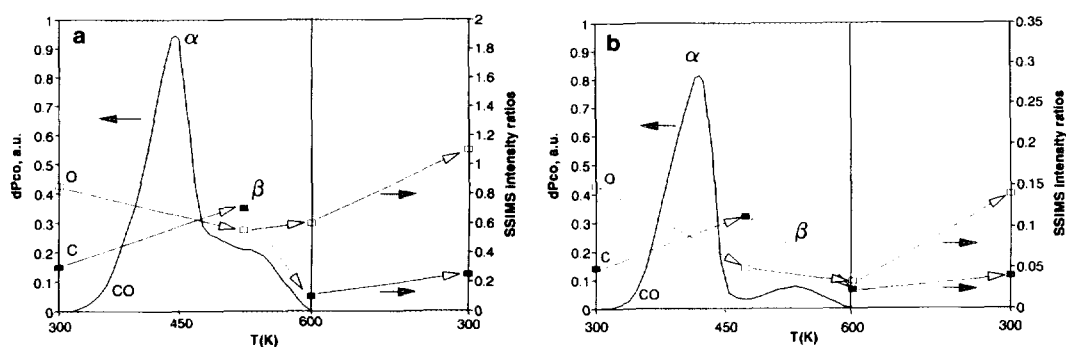 a
α
β
O
C
CO
dPco, a.u.
1
0.9
0.8
0.7
0.6
0.5
0.4
0.3
0.2
0.1
0
300
450
600
300
T(K)
2
1.8
1.6
1.4
1.2
1
0.8
0.6
0.4
0.2
0
SSIMS intensity ratios
b
α
β
O
C
CO
dPco, a.u.
1
0.9
0.8
0.7
0.6
0.5
0.4
0.3
0.2
0.1
0
300
450
600
300
T(K)
0.35
0.3
0.25
0.2
0.15
0.1
0.05
0
SSIMS intensity ratios